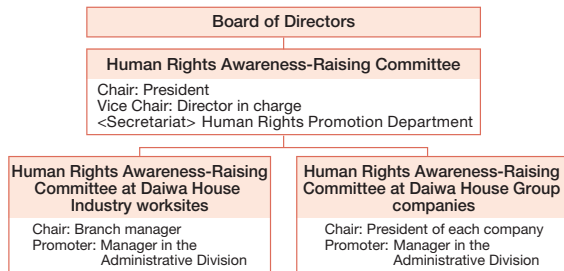 Board of Directors
Human Rights Awareness-Raising Committee
Chair: President
Vice Chair: Director in charge
<Secretariat> Human Rights Promotion Department
Human Rights Awareness-Raising
Committee at Daiwa House
Industry worksites
Chair: Branch manager
Promoter: Manager in the
Administrative Division
Human Rights Awareness-Raising
Committee at Daiwa House Group
companies
Chair: President of each company
Promoter: Manager in the
Administrative Division